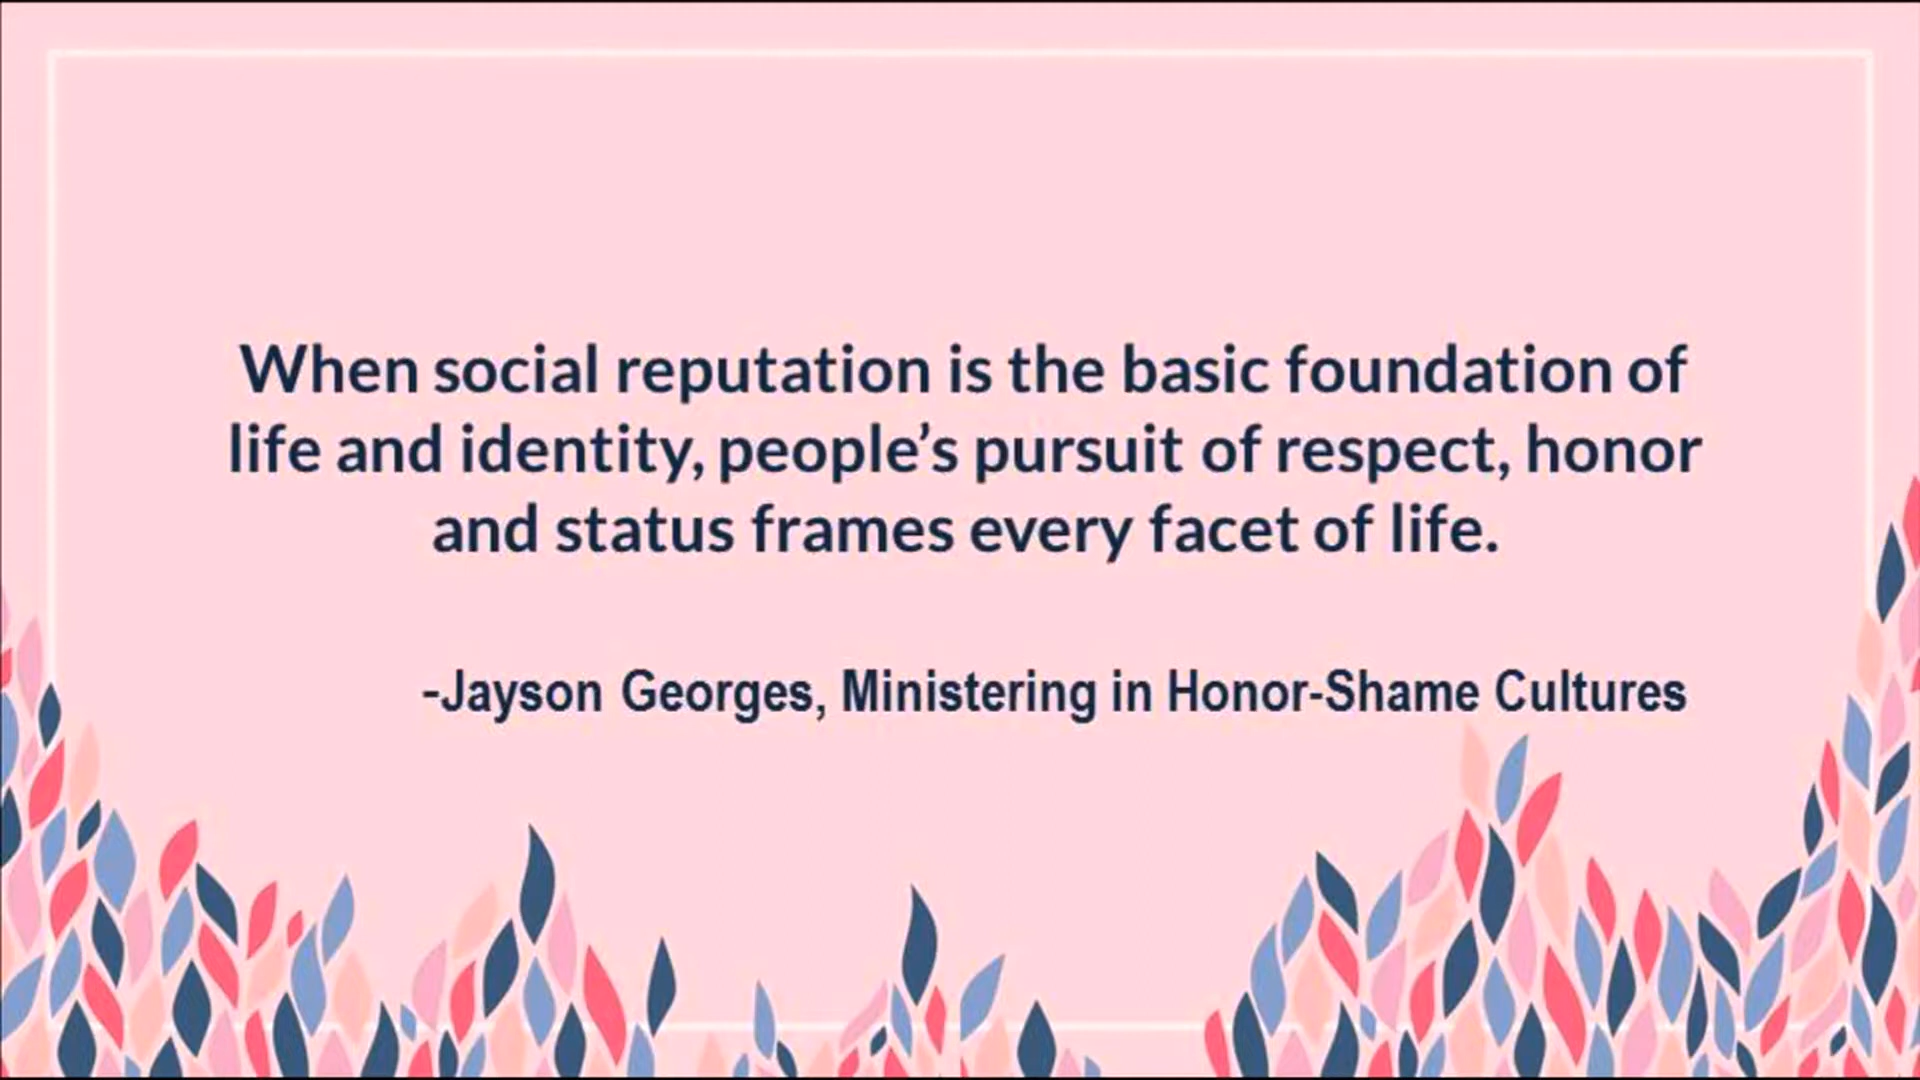 When social reputation is the basic foundation of
life and identity, people’s pursuit of respect, honor
and status frames every facet of life.
-Jayson Georges, Ministering in Honor-Shame Cultures